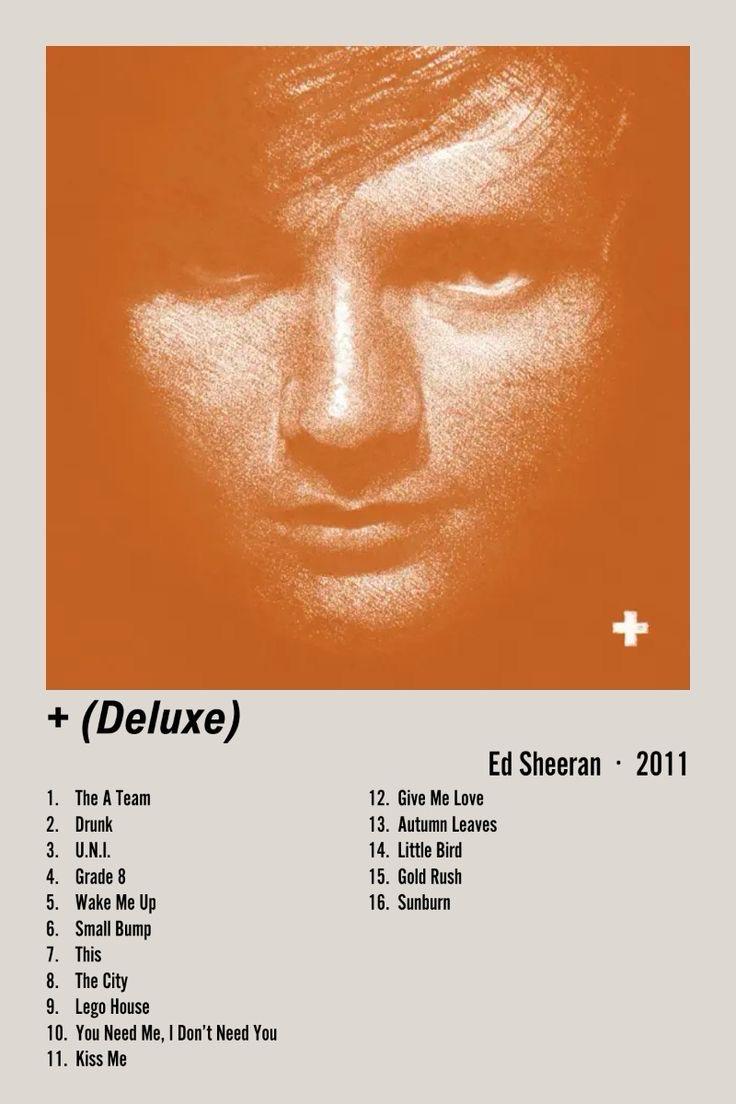 + (Deluxe)
Ed Sheeran · 2011
1. The A Team
2. Drunk
3. U.N.I.
4. Grade 8
5. Wake Me Up
6. Small Bump
7. This
8. The City
9. Lego House
10. You Need Me, I Don’t Need You
11. Kiss Me
12. Give Me Love
13. Autumn Leaves
14. Little Bird
15. Gold Rush
16. Sunburn